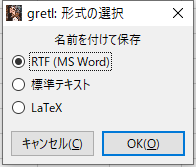 gretl: 形式の選択
名前を付けて保存
RTF (MS Word)
標準テキスト
LaTeX
キャンセル(C) OK(O)